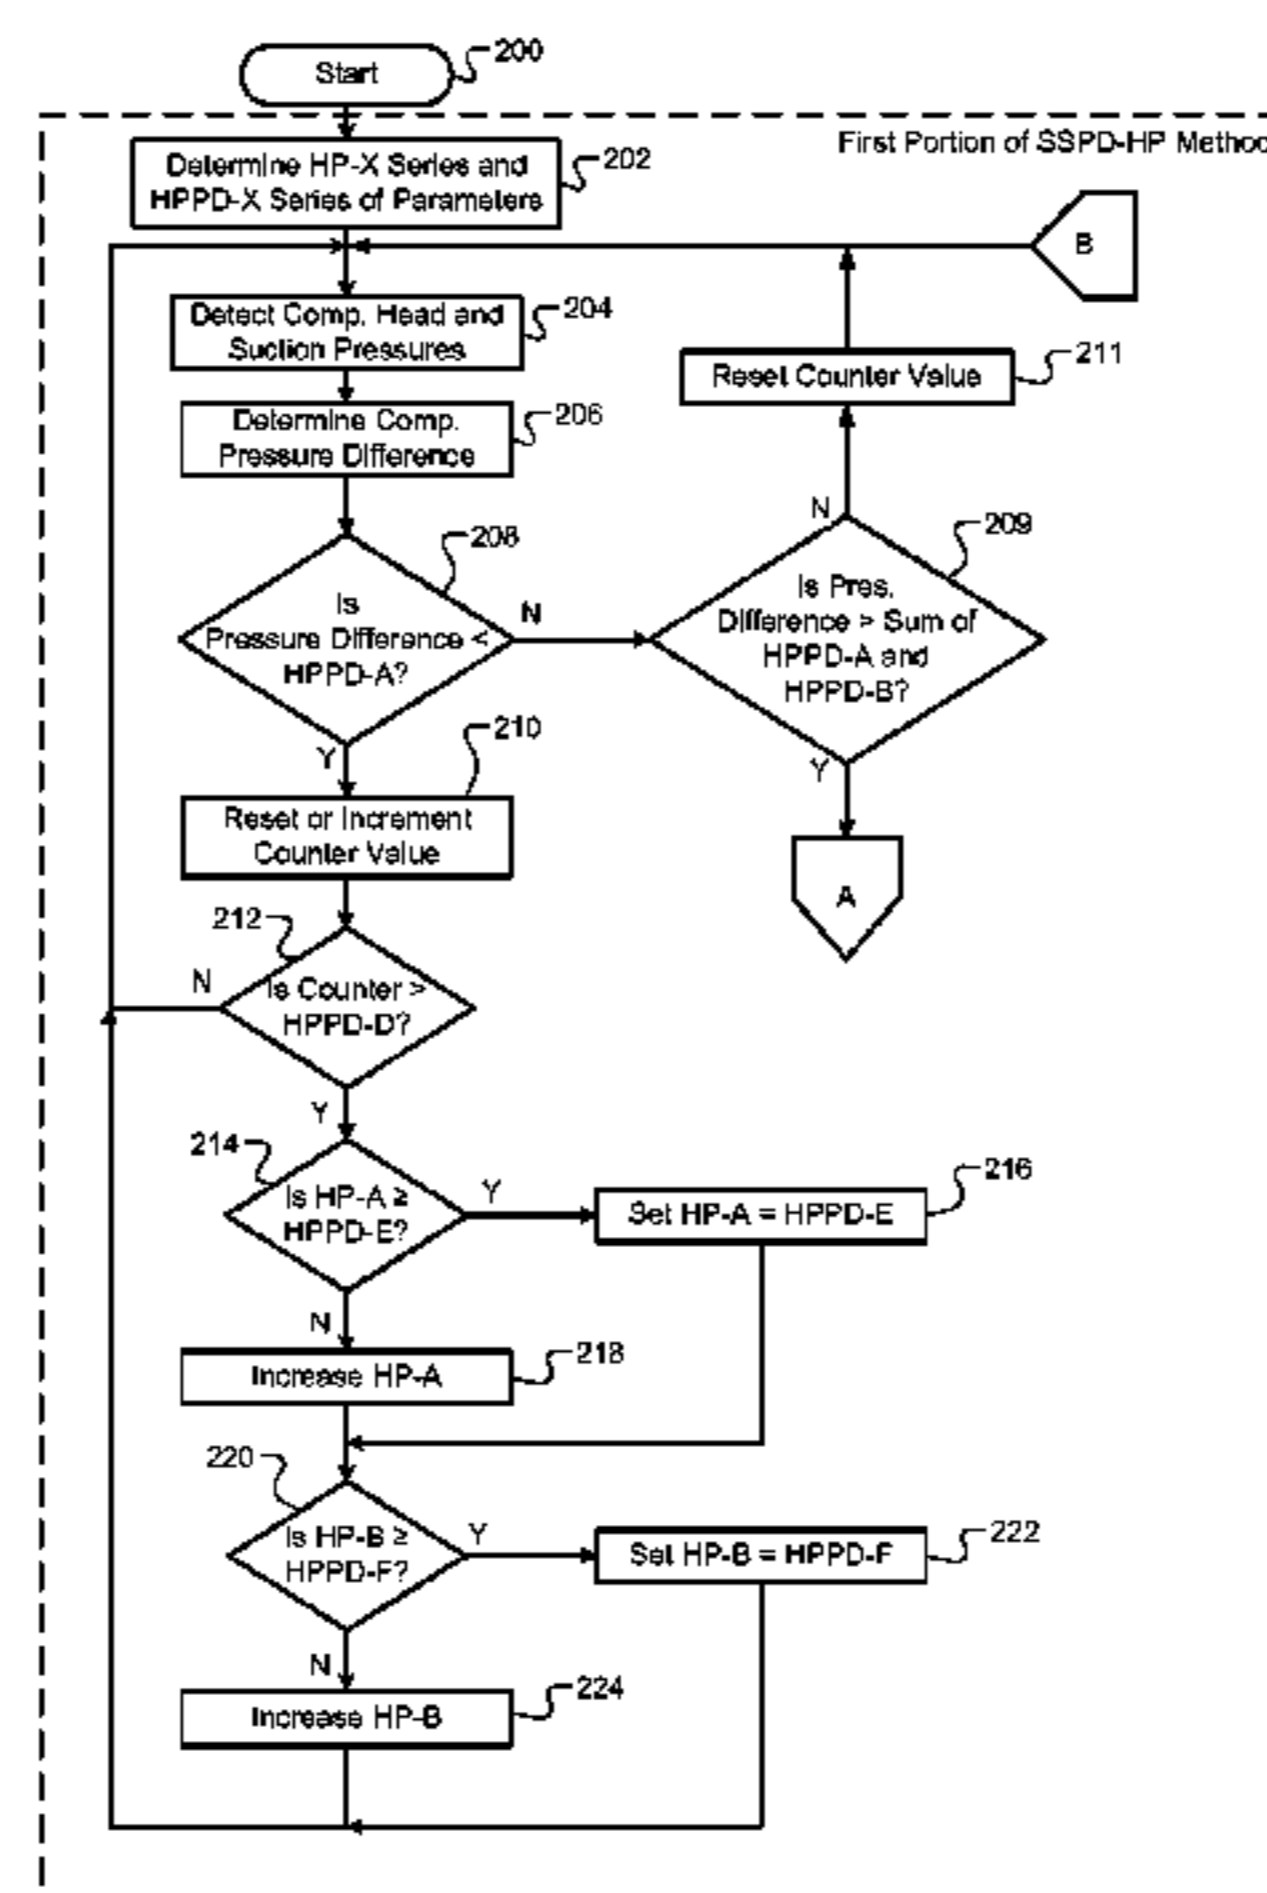 Start
200
First Portion of SSPD-HP Method
Determine HP-X Series and
HPPD-X Series of Parameters
202
B
Detect Comp. Head and
Suction Pressures
204
Reset Counter Value
211
Determine Comp.
Pressure Difference
206
208
Is
Pressure Difference <
HPPD-A?
N
Y
N
209
Is Pres.
Difference > Sum of
HPPD-A and
HPPD-B?
Y
A
210
Reset or Increment
Counter Value
212
Is Counter >
HPPD-D?
N
Y
214
Is HP-A ≥
HPPD-E?
Y
Set HP-A = HPPD-E
216
N
Increase HP-A
218
220
Is HP-B ≥
HPPD-F?
Y
Set HP-B = HPPD-F
222
N
Increase HP-B
224